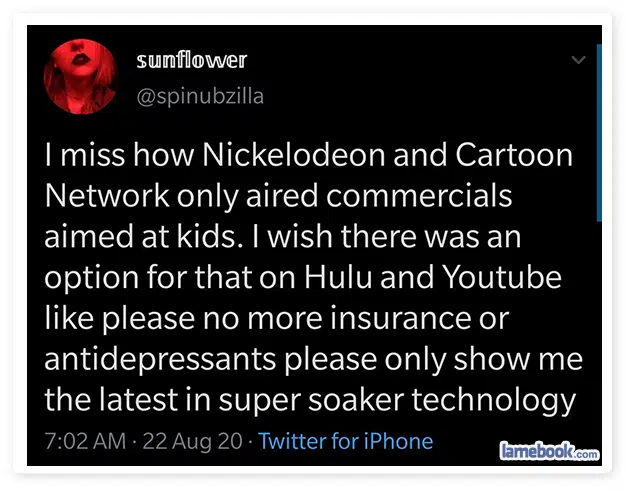 sunflower
@spinubzilla
I miss how Nickelodeon and Cartoon
Network only aired commercials
aimed at kids. I wish there was an
option for that on Hulu and Youtube
like please no more insurance or
antidepressants please only show me
the latest in super soaker technology
7:02 AM · 22 Aug 20 · Twitter for iPhone
lamebook.com